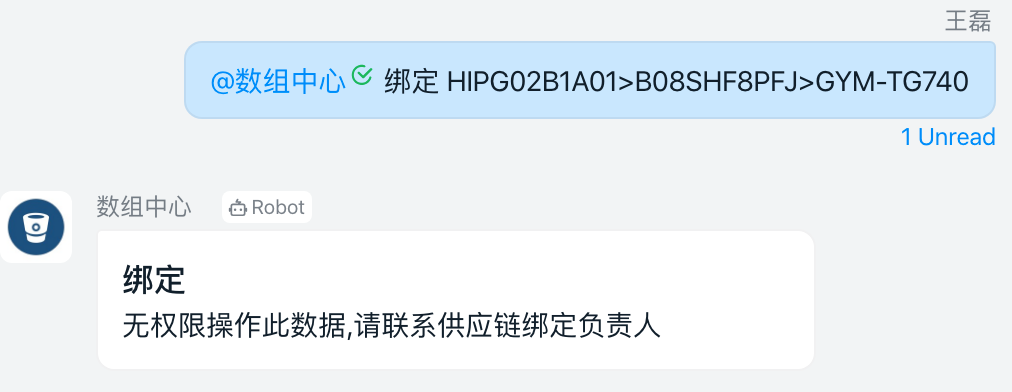 王磊
@数组中心 绑定 HIPG02B1A01>B08SHF8PFJ>GYM-TG740
1 Unread
数组中心 Robot
绑定
无权限操作此数据,请联系供应链绑定负责人